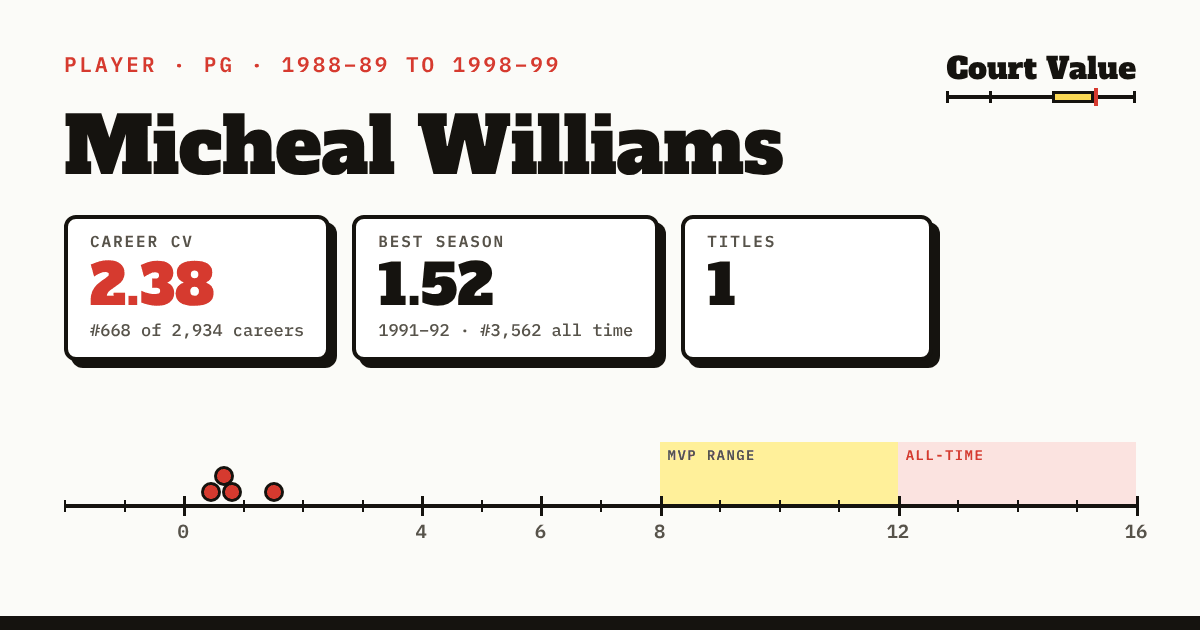 PLAYER · PG · 1988–89 TO 1998–99
Court Value
Micheal Williams
CAREER CV
2.38
#668 of 2,934 careers
BEST SEASON
1.52
1991–92 · #3,562 all time
TITLES
1
MVP RANGE
ALL-TIME
0 4 6 8 12 16